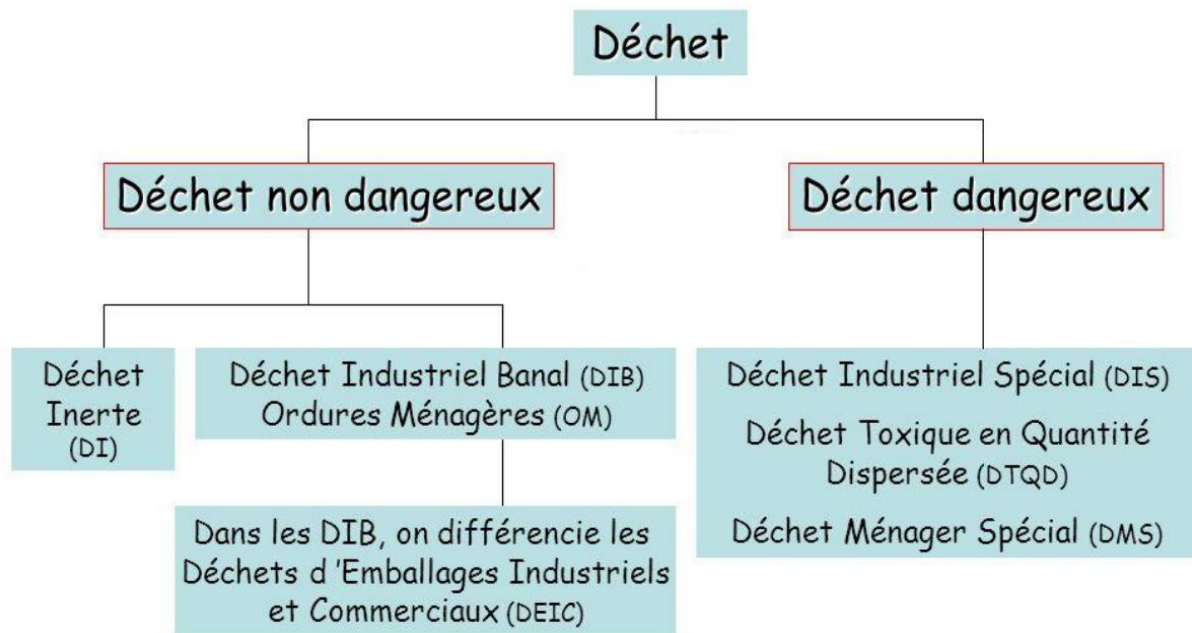 Déchet
Déchet non dangereux
Déchet dangereux
Déchet
Inerte
(DI)
Déchet Industriel Banal (DIB)
Ordures Ménagères (OM)
Dans les DIB, on différencie les
Déchets d 'Emballages Industriels
et Commerciaux (DEIC)
Déchet Industriel Spécial (DIS)
Déchet Toxique en Quantité
Dispersée (DTQD)
Déchet Ménager Spécial (DMS)